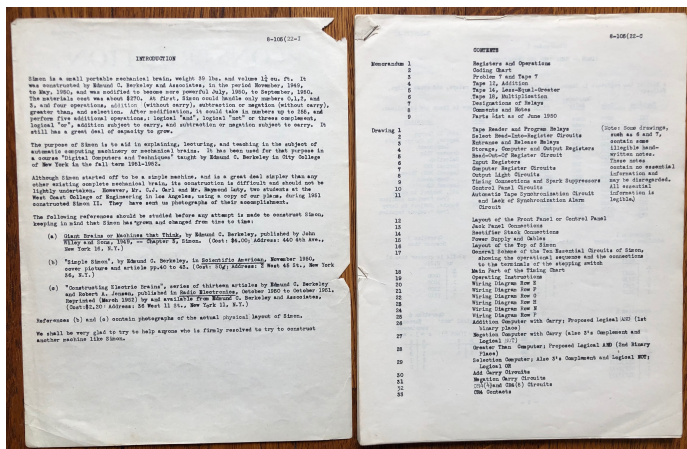 6-105(22-I
INTRODUCTION
Simon is a small portable mechanical brain, weight 39 lbs. and volume 1½ cu. ft. It
was constructed by Edmund C. Berkeley and Associates, in the period November, 1949,
to May, 1950, and was modified to become more powerful July, 1950, to September, 1950.
The materials cost was about $270. At first, Simon could handle only numbers 0,1,2, and
3, and four operations, addition (without carry), subtraction or negation (without carry),
greater than, and selection. After modification, it could take in numbers up to 255, and
perform five additional operations,: logical "and", logical "not" or threes complement,
logical "or", addition subject to carry, and subtraction or negation subject to carry. It
still has a great deal of capacity to grow.
The purpose of Simon is to aid in explaining, lecturing, and teaching in the subject of
automatic computing machinery or mechanical brains. It has been used for that purpose in
a course "Digital Computers and Techniques" taught by Edmund C. Berkeley in City College
of New York in the fall term 1951-1952.
Although Simon started off to be a simple machine, and is a great deal simpler than any
other existing complete mechanical brain, its construction is difficult and should not be
lightly undertaken. However, Mr. C.J. Carl and Mr. Raymond Luty, two students at the
West Coast College of Engineering in Los Angeles, using a copy of our plans, during 1951
constructed Simon II. They have sent us photographs of their accomplishment.
The following references should be studied before any attempt is made to construct Simon,
keeping in mind that Simon has grown and changed from time to time:
(a) Giant Brains or Machines that Think, by Edmund C. Berkeley, published by John
Wiley and Sons, 1949, — Chapter 3, Simon. (Cost $4.00; Address: 440 4th Ave.,
New York 16, N.Y.)
(b) "Simple Simon", by Edmund C. Berkeley, in Scientific American, November 1950,
cover picture and article pp.40 to 43. (Cost: 50¢; Address: 2 West 45 St., New York
36, N.Y.)
(c) "Constructing Electric Brains", series of thirteen articles by Edmund C. Berkeley
and Robert A. Jensen, published in Radio Electronics, October 1950 to October 1951.
Reprinted (March 1952) by and available from Edmund C. Berkeley and Associates,
(Cost:$2.20; Address: 36 West 11 St., New York 11, N.Y.)
References (b) and (c) contain photographs of the actual physical layout of Simon.
We shall be very glad to try to help anyone who is firmly resolved to try to construct
another machine like Simon.
6-105(22-C
CONTENTS
Memorandum 1 Registers and Operations
2 Coding Chart
3 Problem 7 and Tape 7
4 Tape 12, Addition
5 Tape 14, Less-Equal-Greater
6 Tape 15, Multiplication
7 Designations of Relays
8 Comments and Notes
9 Parts List as of June 1950
Drawing 1 Tape Reader and Program Relays (Note: Some drawings,
2 Select Read-Into-Register Circuits such as 6 and 7,
3 Entrance and Release Relays contain some
4 Storage, Computer and Output Registers illegible hand-
5 Read-Out-Of Register Circuit written notes.
6 Input Registers These notes
7 Computer Register Circuits contain no essential
8 Output Light Circuits information and
9 Timing Connections and Spark Suppressors may be disregarded.
10 Control Panel Circuits All essential
11 Automatic Tape Synchronization Circuit information is
and Lack of Synchronization Alarm legible.)
Circuit
12 Layout of the Front Panel or Control Panel
13 Jack Panel Connections
14 Rectifier Stack Connections
15 Power Supply and Cables
16 Layout of the Top of Simon
17 General Scheme of the Ten Essential Circuits of Simon,
showing the operational sequence and the connections
to the terminals of the stepping switch
18 Main Part of the Timing Chart
19 Operating Instructions
20 Wiring Diagram Row
21 Wiring Diagram Row
22 Wiring Diagram Row
23 Wiring Diagram Row
24 Wiring Diagram Row
25 Wiring Diagram Row
26 Addition Computer with Carry; Proposed Logical AND (1st
binary place)
27 Negation Computer with Carry (also 3's Complement and
Logical NOT)
28 Greater Than Computer; Proposed Logical AND (2nd Binary
Place)
29 Selection Computer; Also 3's Complement and Logical NOT;
Logical OR
30 Add Carry Circuits
31 Negation Carry Circuits
32 and CR4(5) Circuits
33 CR4 Contacts